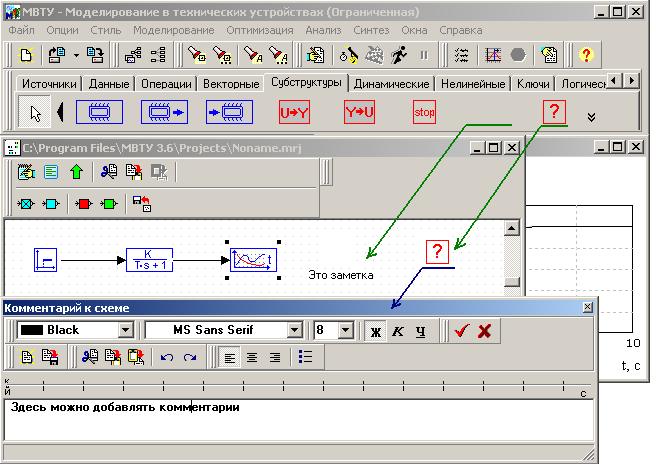 МВТУ - Моделирование в технических устройствах (Ограниченная)
Файл Опции Стиль Моделирование Оптимизация Анализ Синтез Окна Справка
Источники Данные Операции Векторные Субструктуры Динамические Нелинейные Ключи Логическ
U→Y Y→U stop ?
C:\Program Files\МВТУ 3.6\Projects\Noname.mrj
K
T·s + 1
t
?
Это заметка
Комментарий к схеме
Black MS Sans Serif 8 Ж К Ч
10
t, c
Здесь можно добавлять комментарии